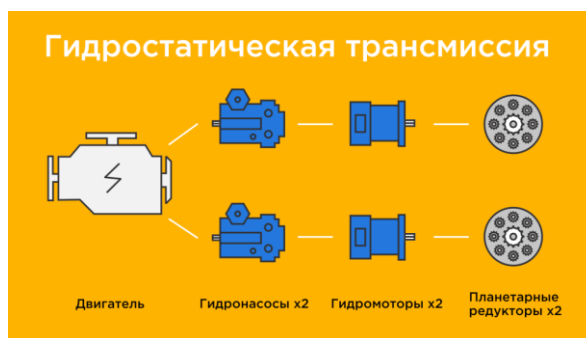 Гидростатическая трансмиссия
Двигатель
Гидронасосы x2
Гидромоторы x2
Планетарные
редукторы x2